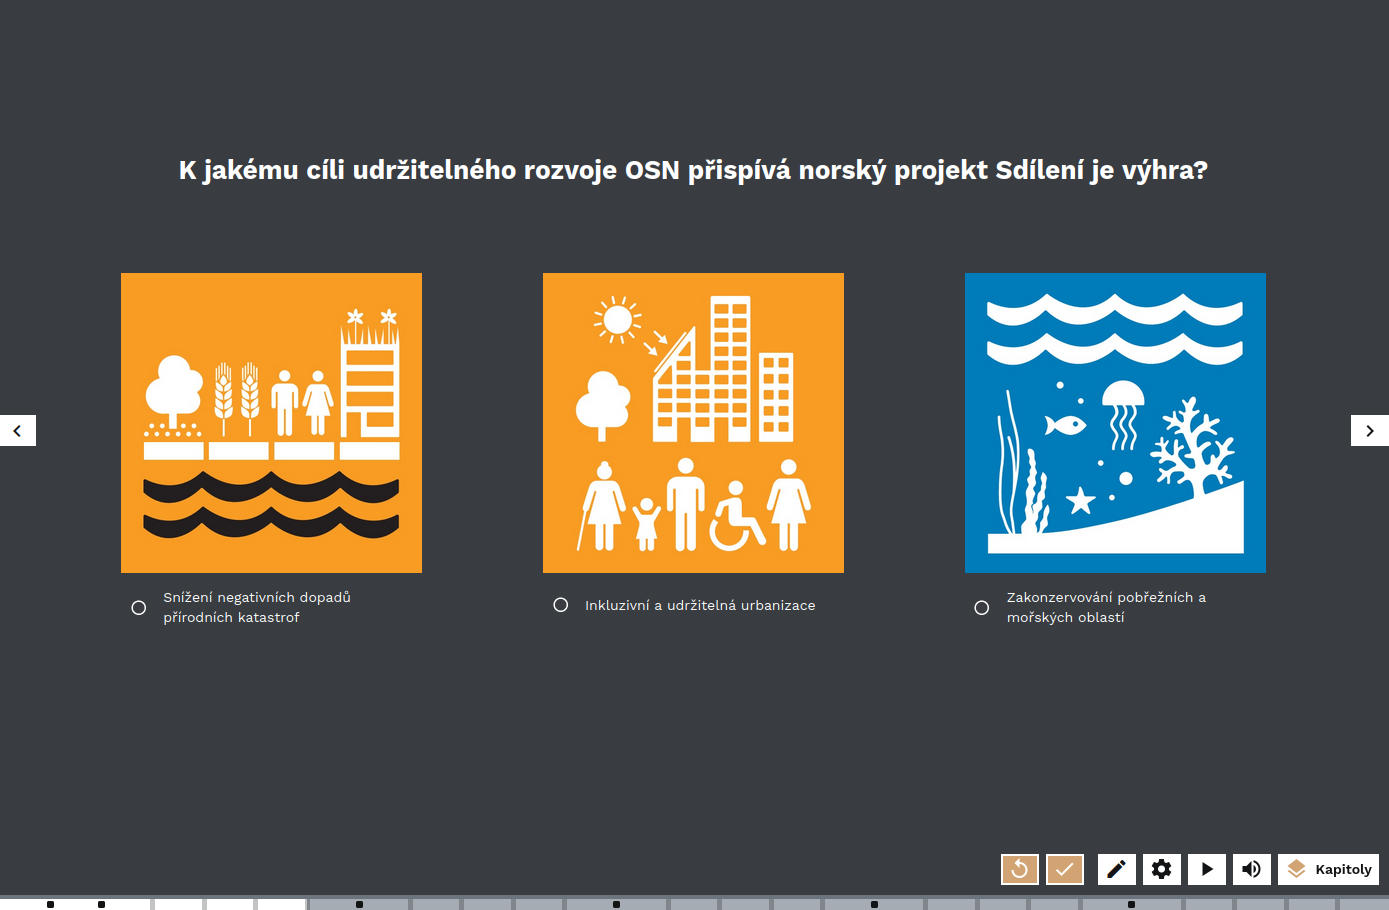 K jakému cíli udržitelného rozvoje OSN přispívá norský projekt Sdílení je výhra?
Snížení negativních dopadů
přírodních katastrof
Inkluzivní a udržitelná urbanizace
Zakonzervování pobřežních a
mořských oblastí
Kapitoly